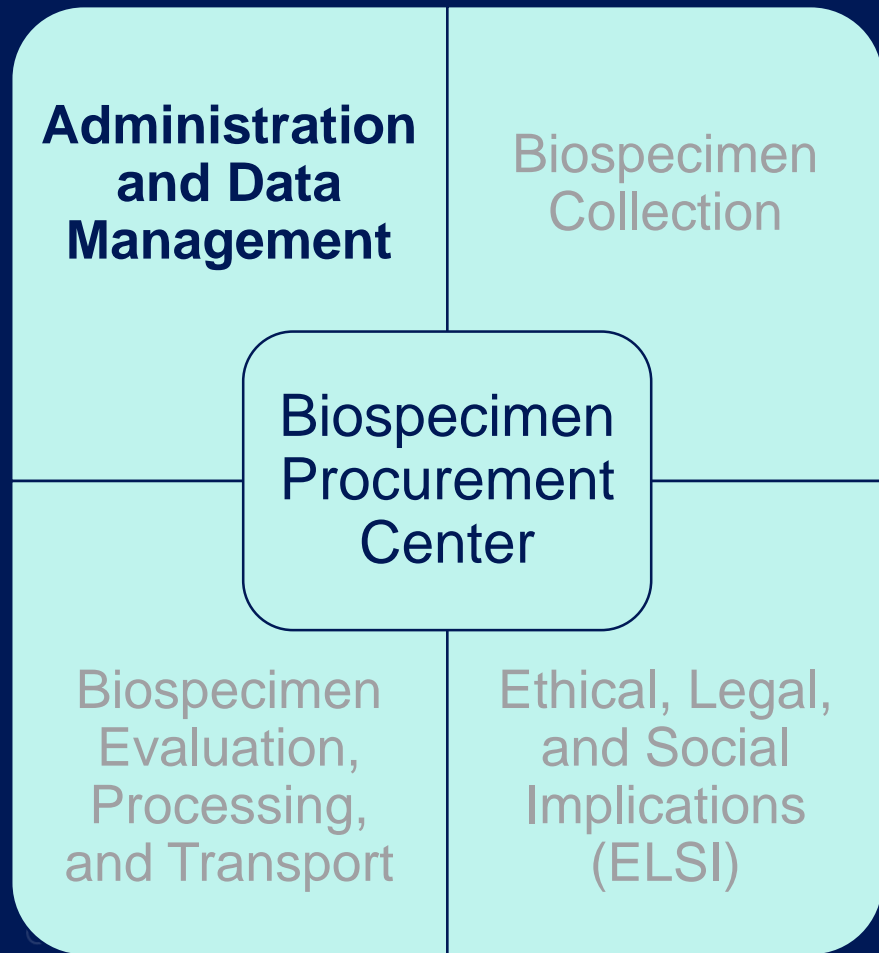 Administration
and Data
Management
Biospecimen
Collection
Biospecimen
Procurement
Center
Biospecimen
Evaluation,
Processing,
and Transport
Ethical, Legal,
and Social
Implications
(ELSI)